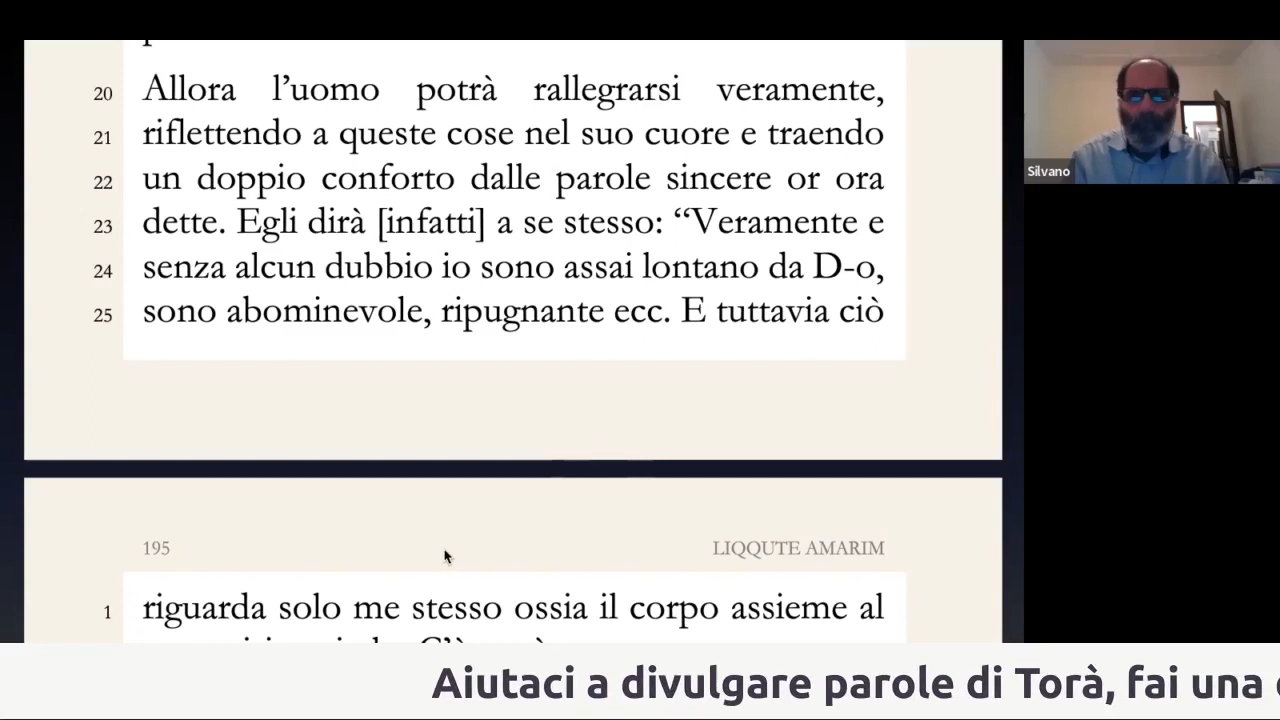 20 Allora l’uomo potrà rallegrarsi veramente,
21 riflettendo a queste cose nel suo cuore e traendo
22 un doppio conforto dalle parole sincere or ora
23 dette. Egli dirà [infatti] a se stesso: “Veramente e
24 senza alcun dubbio io sono assai lontano da D-o,
25 sono abominevole, ripugnante ecc. E tuttavia ciò
Silvano
195 LIQQUTE AMARIM
1 riguarda solo me stesso ossia il corpo assieme al
Aiutaci a divulgare parole di Torà, fai una